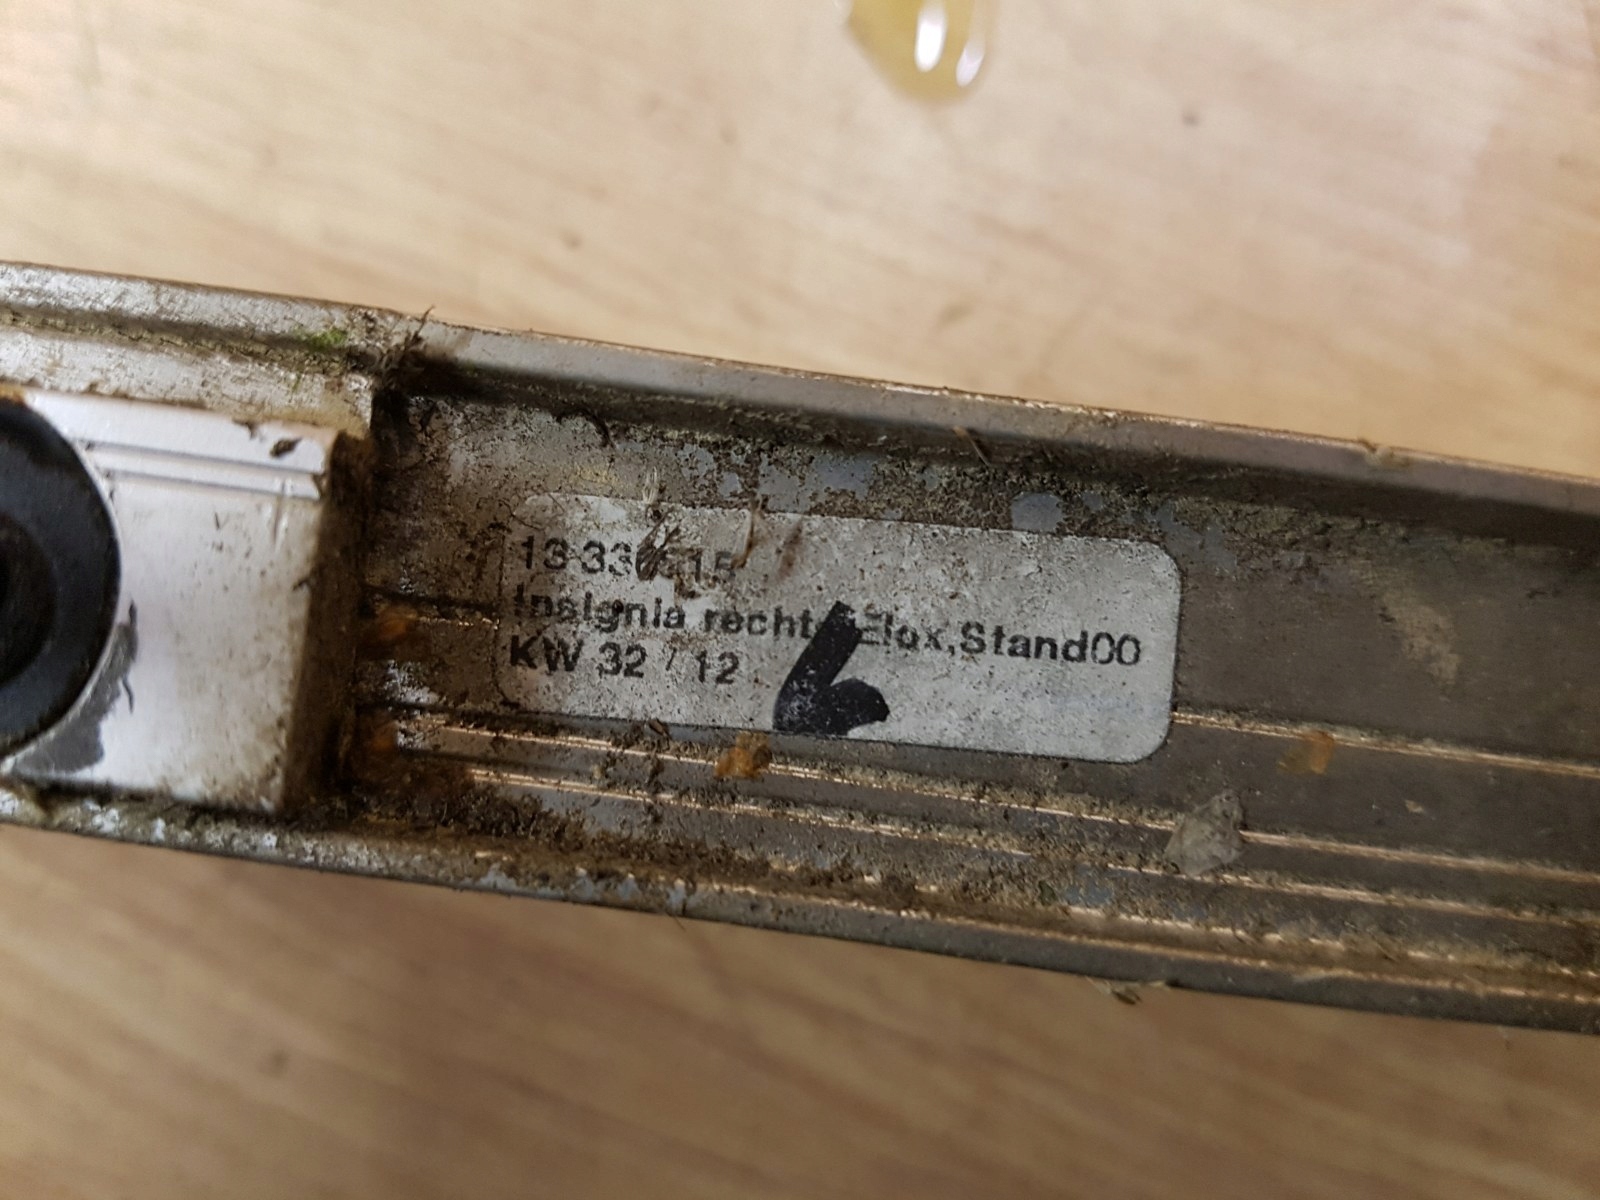 Insignia rechts Elox,Stand00
KW 32 / 12